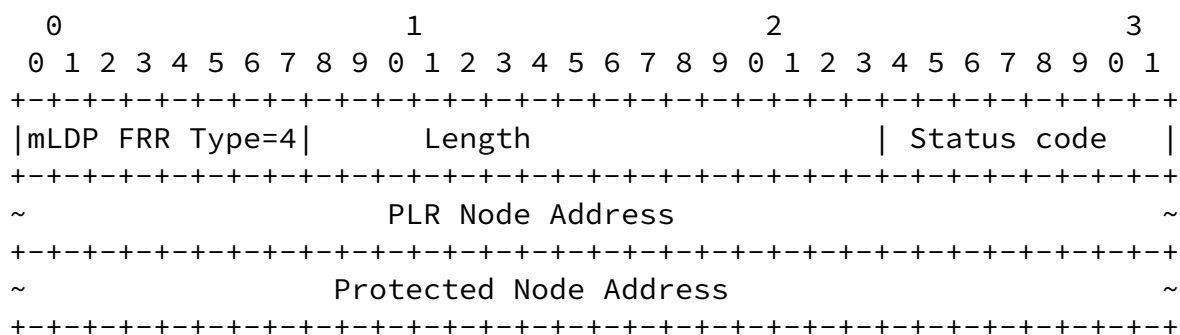 0                   1                   2                   3
 0 1 2 3 4 5 6 7 8 9 0 1 2 3 4 5 6 7 8 9 0 1 2 3 4 5 6 7 8 9 0 1
+-+-+-+-+-+-+-+-+-+-+-+-+-+-+-+-+-+-+-+-+-+-+-+-+-+-+-+-+-+-+-+-+
|mLDP FRR Type=4|      Length                   | Status code   |
+-+-+-+-+-+-+-+-+-+-+-+-+-+-+-+-+-+-+-+-+-+-+-+-+-+-+-+-+-+-+-+-+
~                    PLR Node Address                           ~
+-+-+-+-+-+-+-+-+-+-+-+-+-+-+-+-+-+-+-+-+-+-+-+-+-+-+-+-+-+-+-+-+
~                 Protected Node Address                        ~
+-+-+-+-+-+-+-+-+-+-+-+-+-+-+-+-+-+-+-+-+-+-+-+-+-+-+-+-+-+-+-+-+